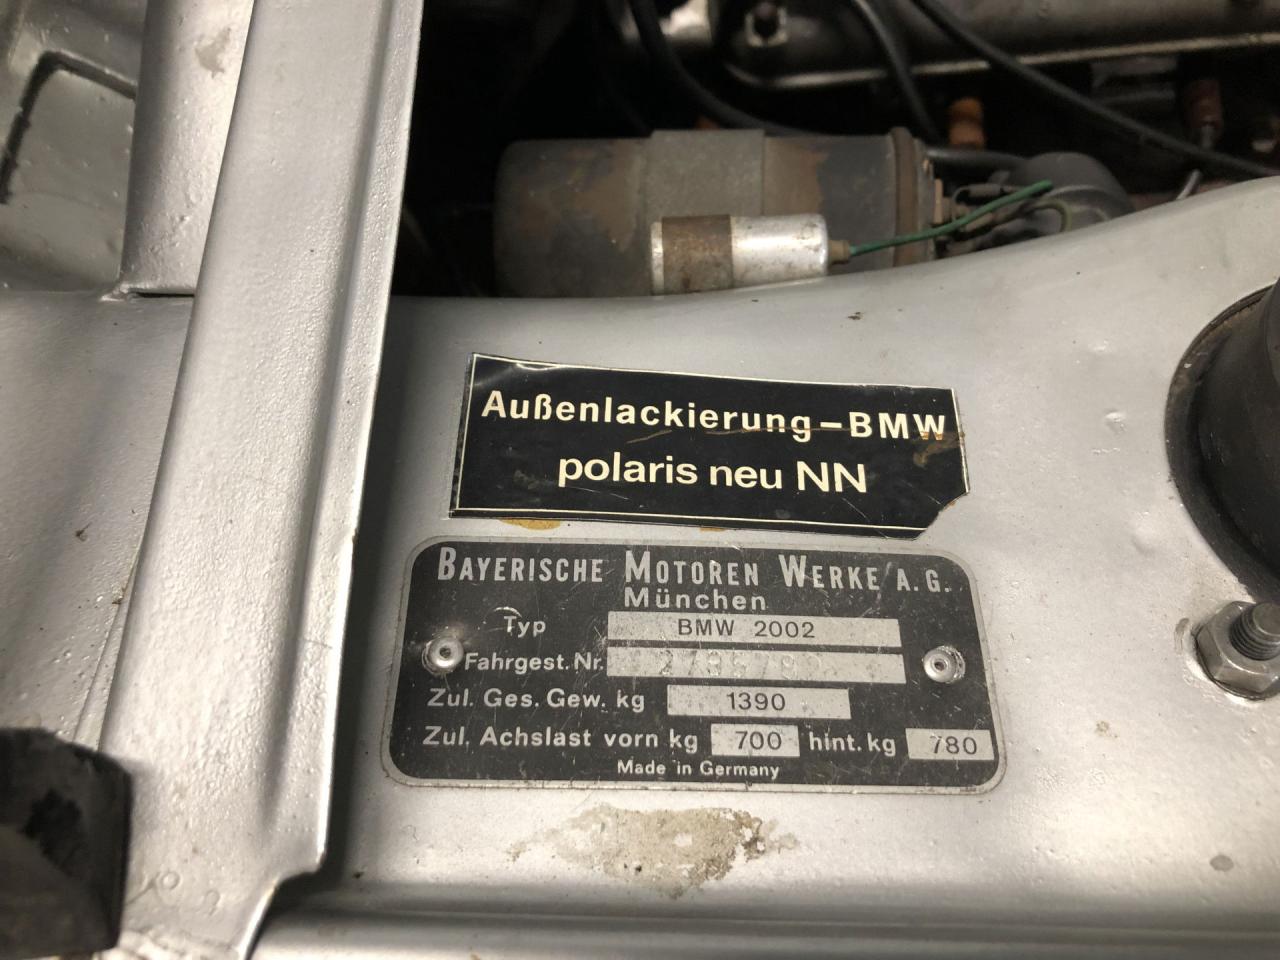 Außenlackierung-BMW
polaris neu NN
BAYERISCHE MOTOREN WERKE A.G.
München
Typ BMW 2002
Fahrgest. Nr.
Zul. Ges. Gew. kg 1390
Zul. Achslast vorn kg 700 hint. kg 780
Made in Germany